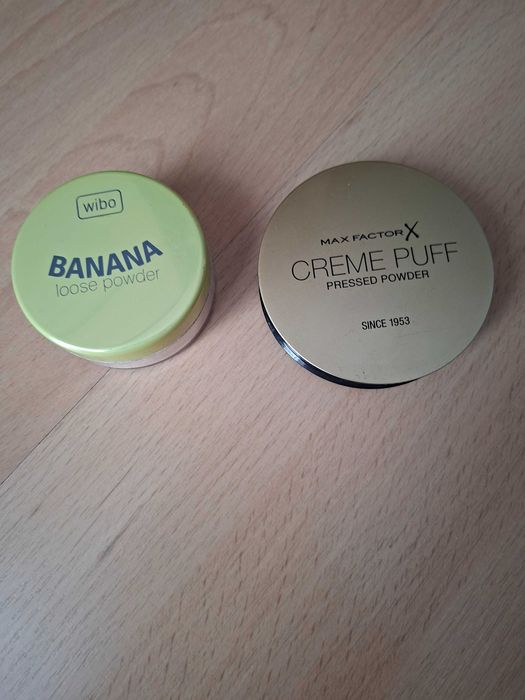 wibo
BANANA
loose powder
MAX FACTOR X
CREME PUFF
PRESSED POWDER
SINCE 1953